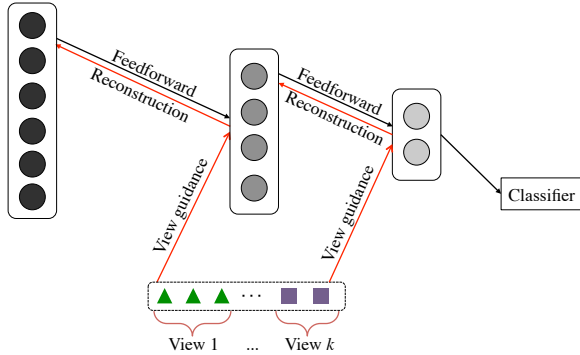 Feedforward
Reconstruction
Feedforward
Reconstruction
View guidance
View guidance
Classifier
...
View 1
...
View k